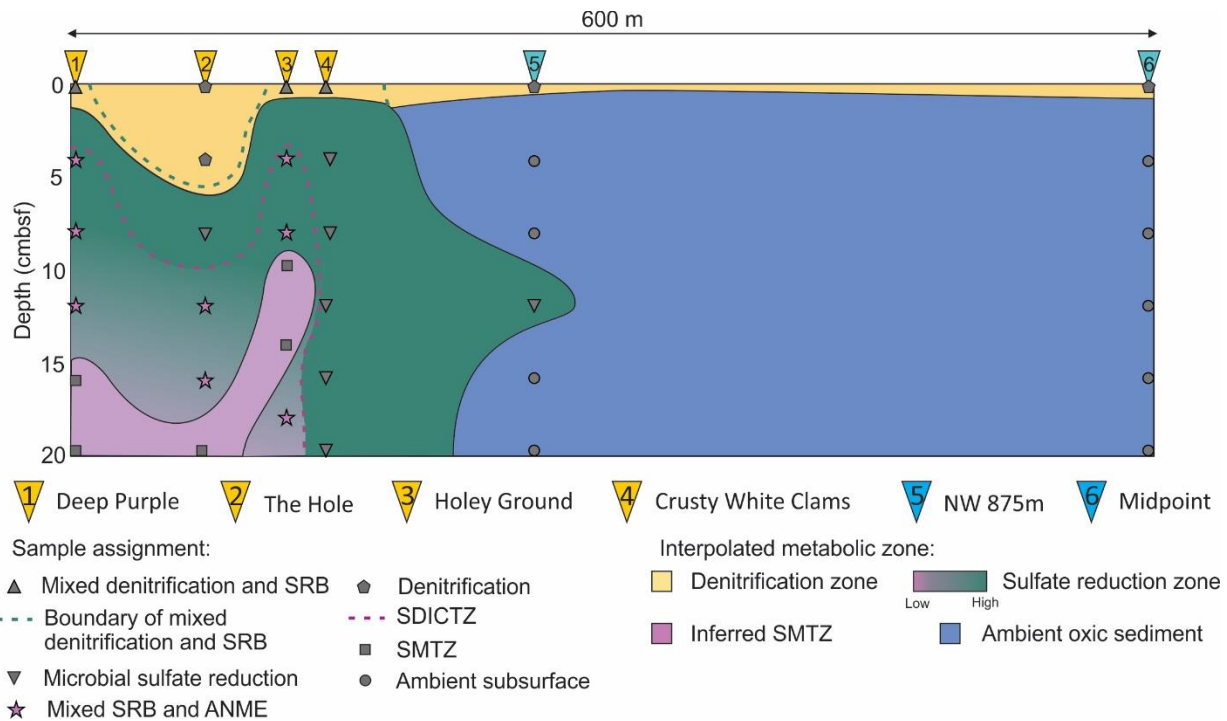 600 m
1 2 3 4 5 6
0
5
10
15
20
Depth (cmbsf)
1 Deep Purple 2 The Hole 3 Holey Ground 4 Crusty White Clams 5 NW 875m 6 Midpoint
Sample assignment:
Mixed denitrification and SRB
Boundary of mixed
denitrification and SRB
Microbial sulfate reduction
Mixed SRB and ANME
Denitrification
SDICTZ
SMTZ
Ambient subsurface
Interpolated metabolic zone:
Denitrification zone
Sulfate reduction zone
Low High
Inferred SMTZ
Ambient oxic sediment